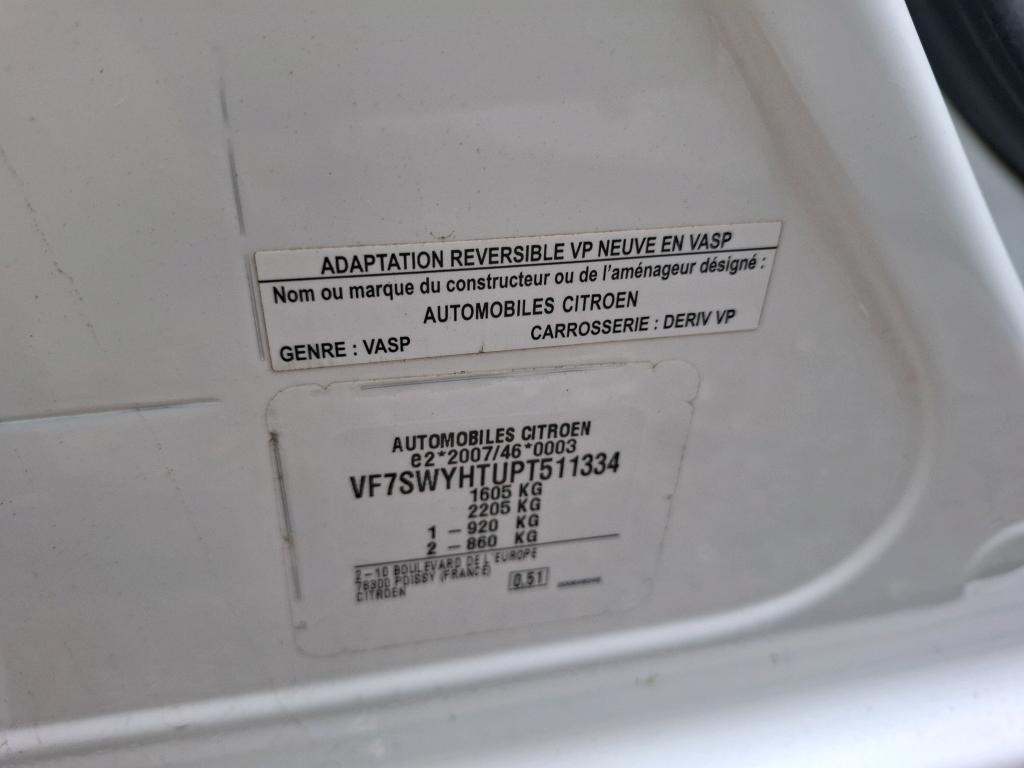 ADAPTATION REVERSIBLE VP NEUVE EN VASP
Nom ou marque du constructeur ou de l'aménageur désigné :
AUTOMOBILES CITROEN
GENRE : VASP CARROSSERIE : DERIV VP
AUTOMOBILES CITROEN
e2*2007/46*0003
VF7SWYHTUPT511334
1605 KG
2205 KG
1 - 920 KG
2 - 860 KG
2-10 BOULEVARD DE L'EUROPE
78300 POISSY (FRANCE)
CITROEN
0.51